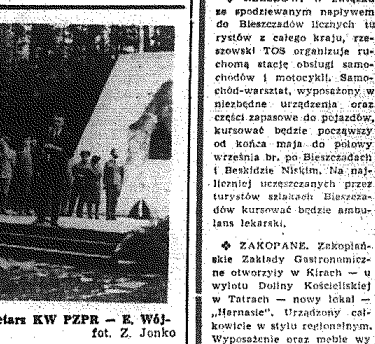 etarz KW PZPR — E. Wój-
fot. Z. Jonko
ze spodziewanym napływem
do Bieszczadów licznych tu
rystów z całego kraju, rze-
szowski TOS organizuje ru-
chomą stację obsługi samo-
chodów i motocykli. Samo-
chód-warsztat, wyposażony w
niezbędne urządzenia oraz
części zapasowe do pojazdów,
kursować będzie począwszy
od końca maja do połowy
września br. po Bieszczadach
i Beskidzie Niskim. Na naj-
liczniej uczęszczanych przez
turystów szlakach Bieszcza-
dów kursować będzie ambu-
lans lekarski.
ZAKOPANE. Zakopiań-
skie Zakłady Gastronomicz-
ne otworzyły w Kirach — u
wylotu Doliny Kościeliskiej
w Tatrach — nowy lokal —
„Harnasie". Urządzony cał-
kowicie w stylu regionalnym.
Wyposażenie oraz meble wy